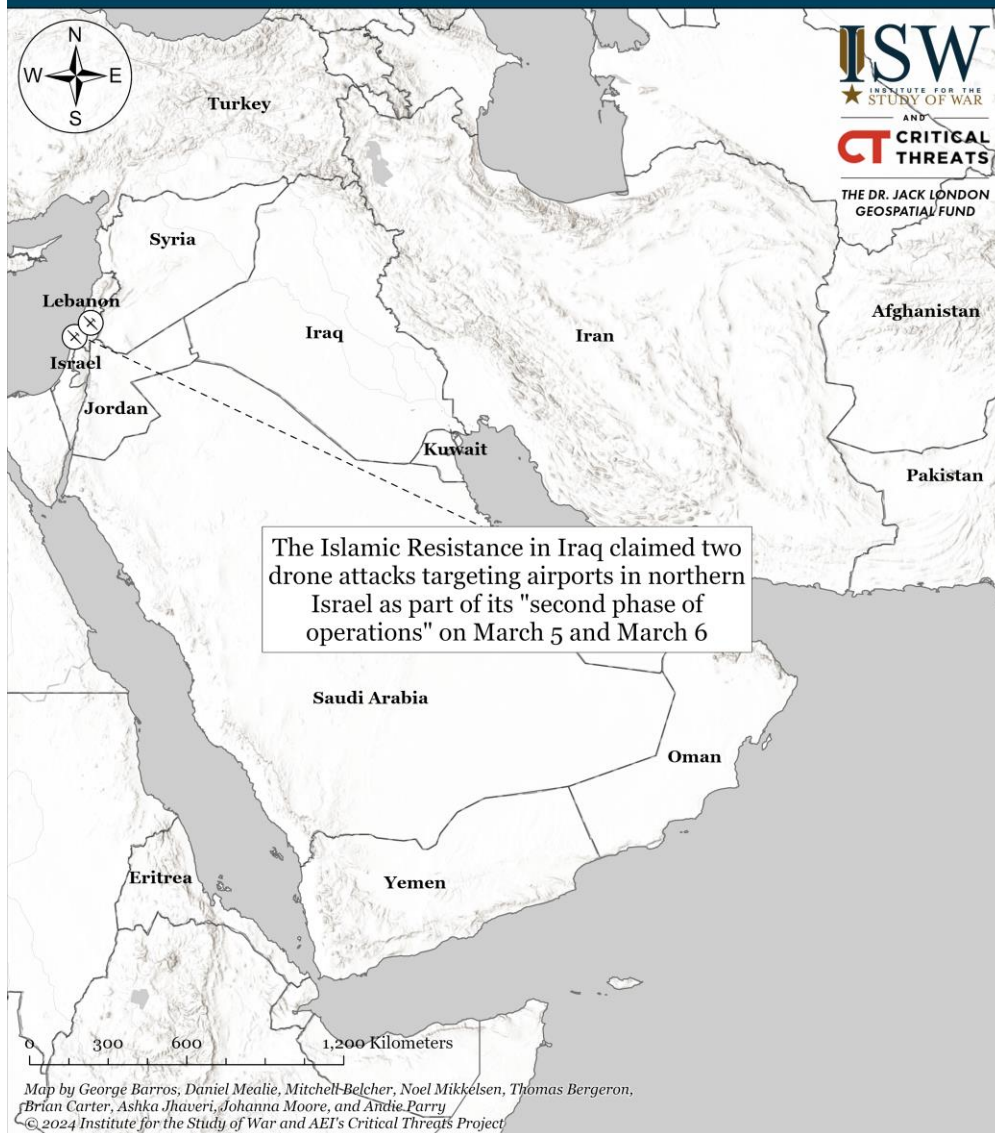 N
W E
S
ISW
INSTITUTE FOR THE
STUDY OF WAR
AND
CT CRITICAL
THREATS
THE DR. JACK LONDON
GEOSPATIAL FUND
Turkey
Syria
Lebanon
Israel
Jordan
Iraq
Iran
Afghanistan
Kuwait
Pakistan
The Islamic Resistance in Iraq claimed two
drone attacks targeting airports in northern
Israel as part of its "second phase of
operations" on March 5 and March 6
Saudi Arabia
Oman
Yemen
Eritrea
0 300 600 1,200 Kilometers
Map by George Barros, Daniel Mealie, Mitchell Belcher, Noel Mikkelsen, Thomas Bergeron,
Brian Carter, Ashka Jhaveri, Johanna Moore, and Andie Parry
© 2024 Institute for the Study of War and AEI's Critical Threats Project